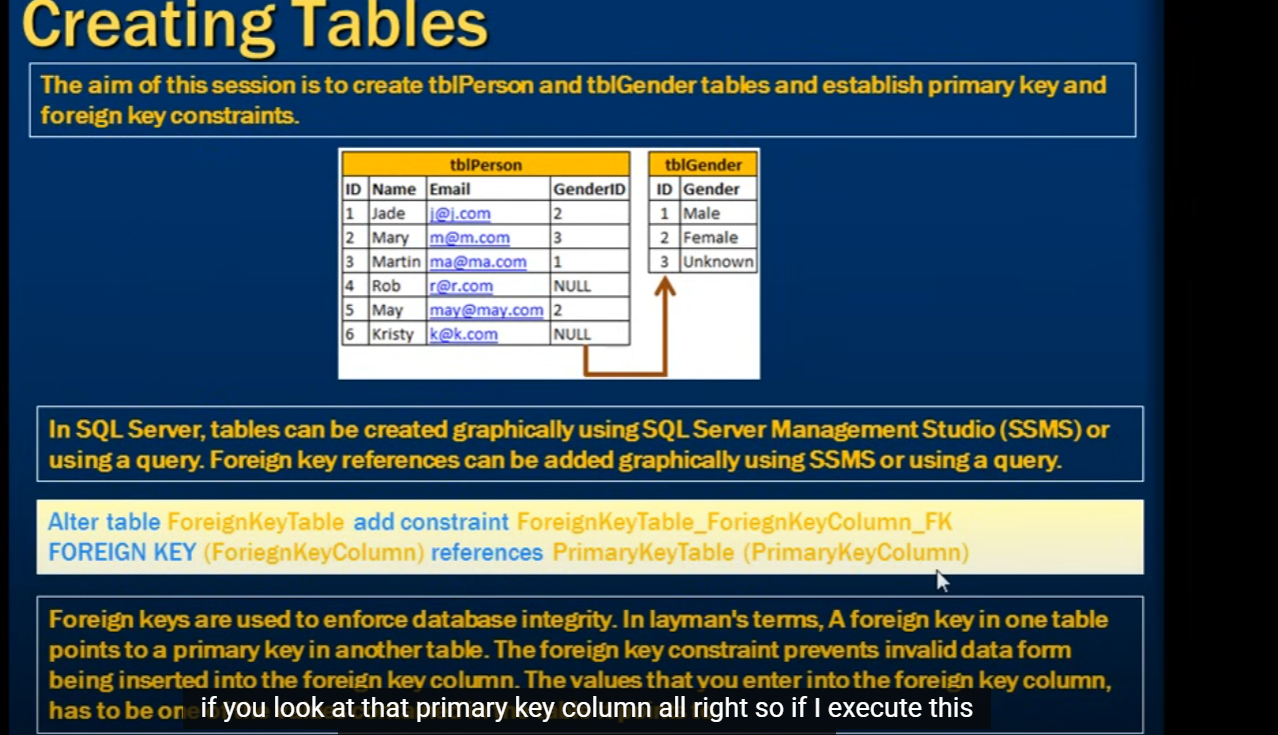 Creating Tables
The aim of this session is to create tblPerson and tblGender tables and establish primary key and
foreign key constraints.
tblPerson
ID Name Email GenderID
1 Jade j@j.com 2
2 Mary m@m.com 3
3 Martin ma@ma.com 1
4 Rob r@r.com NULL
5 May may@may.com 2
6 Kristy k@k.com NULL
tblGender
ID Gender
1 Male
2 Female
3 Unknown
In SQL Server, tables can be created graphically using SQL Server Management Studio (SSMS) or
using a query. Foreign key references can be added graphically using SSMS or using a query.
Alter table ForeignKeyTable add constraint ForeignKeyTable_ForiegnKeyColumn_FK
FOREIGN KEY (ForiegnKeyColumn) references PrimaryKeyTable (PrimaryKeyColumn)
Foreign keys are used to enforce database integrity. In layman's terms, A foreign key in one table
points to a primary key in another table. The foreign key constraint prevents invalid data form
being inserted into the foreign key column. The values that you enter into the foreign key column,
has to be
if you look at that primary key column all right so if I execute this